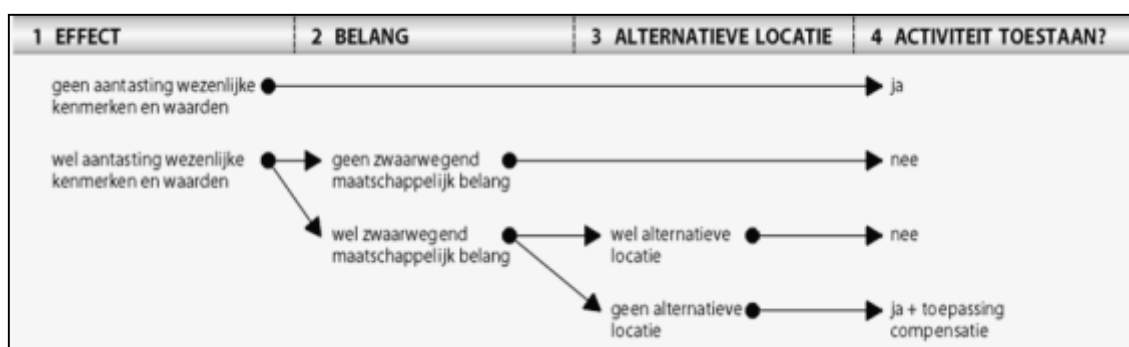 1 EFFECT
2 BELANG
3 ALTERNATIEVE LOCATIE
4 ACTIVITEIT TOESTAAN?
geen aantasting wezenlijke
kenmerken en waarden
ja
wel aantasting wezenlijke
kenmerken en waarden
geen zwaarwegend
maatschappelijk belang
nee
wel zwaarwegend
maatschappelijk belang
wel alternatieve
locatie
nee
geen alternatieve
locatie
ja + toepassing
compensatie